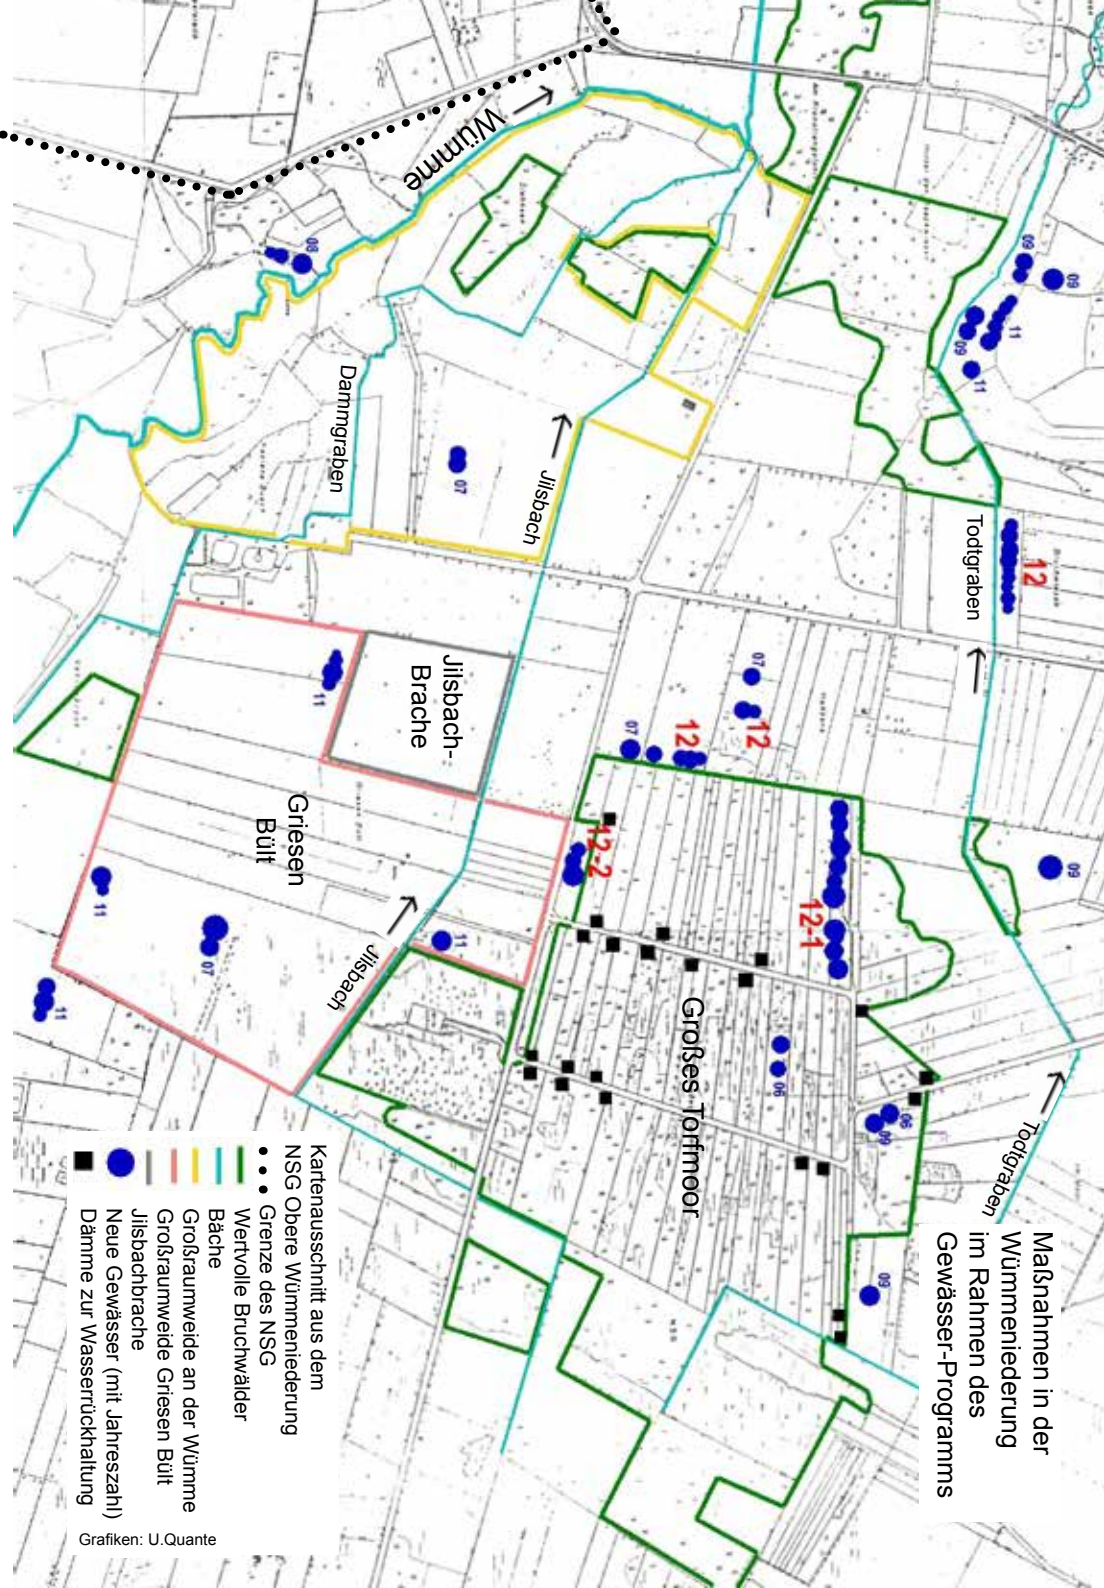 Maßnahmen in der
Wümmeniederung
im Rahmen des
Gewässer-Programms
Todtgraben
Todtgraben
Großes Torfmoor
Wümme
Dammgraben
Jilsbach
Jilsbach-
Brache
Griesen
Bült
Jilsbach
09
09
11
09
11
12
09
08
07
07
12
12
07
12-1
12-2
06
06
09
09
11
11
11
07
11
Kartenausschnitt aus dem
NSG Obere Wümmeniederung
Grenze des NSG
Wertvolle Bruchwälder
Bäche
Großraumweide an der Wümme
Großraumweide Griesen Bült
Jilsbachbrache
Neue Gewässer (mit Jahreszahl)
Dämme zur Wasserrückhaltung
Grafiken: U.Quante